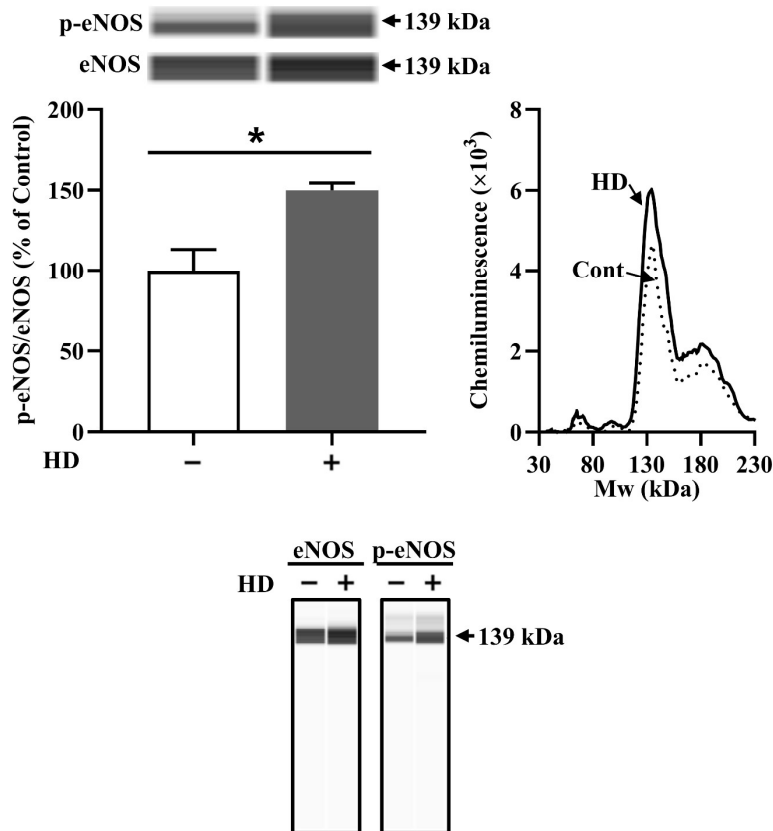 p-eNOS 139 kDa
eNOS 139 kDa
p-eNOS/eNOS (% of Control)
200
150
100
50
0
*
HD − +
Chemiluminescence (×10³)
8
6
4
2
0
HD
Cont
30 80 130 180 230
Mw (kDa)
eNOS p-eNOS
HD − + − +
139 kDa